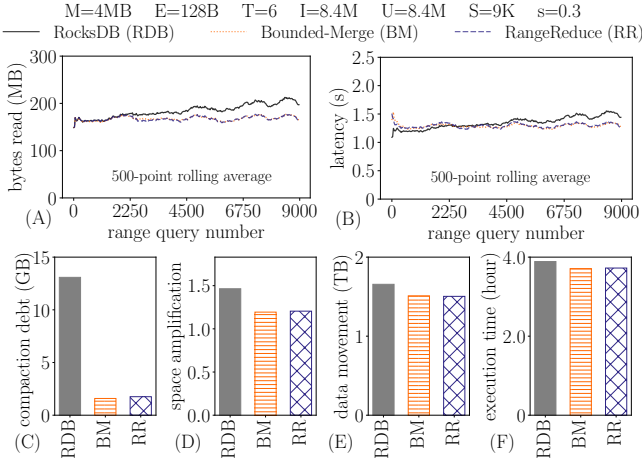 M=4MB E=128B T=6 I=8.4M U=8.4M S=9K s=0.3
RocksDB (RDB) Bounded-Merge (BM) RangeReduce (RR)
bytes read (MB)
300
200
100
0
500-point rolling average
0 2250 4500 6750 9000
(A) range query number
latency (s)
2.5
2.0
1.5
1.0
0.5
0
500-point rolling average
0 2250 4500 6750 9000
(B) range query number
compaction debt (GB)
15
10
5
0
(C) RDB BM RR
space amplification
1.5
1.0
0.5
0.0
(D) RDB BM RR
data movement (TB)
2
1
0
(E) RDB BM RR
execution time (hour)
4.0
2.0
0.0
(F) RDB BM RR